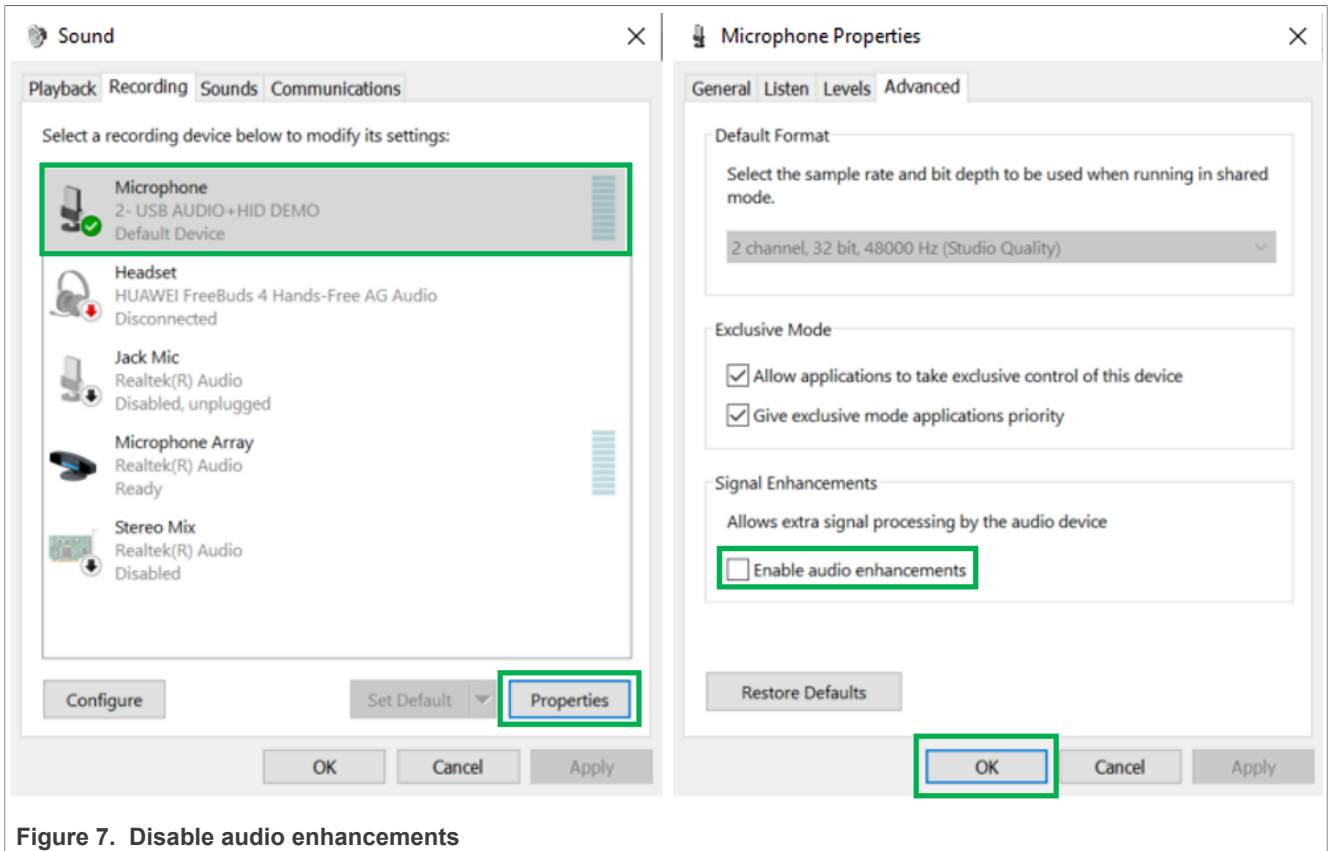 Sound
Playback Recording Sounds Communications
Select a recording device below to modify its settings:
Microphone
2- USB AUDIO+HID DEMO
Default Device
Headset
HUAWEI FreeBuds 4 Hands-Free AG Audio
Disconnected
Jack Mic
Realtek(R) Audio
Disabled, unplugged
Microphone Array
Realtek(R) Audio
Ready
Stereo Mix
Realtek(R) Audio
Disabled
Configure
Set Default
Properties
OK
Cancel
Apply
Microphone Properties
General Listen Levels Advanced
Default Format
Select the sample rate and bit depth to be used when running in shared
mode.
2 channel, 32 bit, 48000 Hz (Studio Quality)
Exclusive Mode
Allow applications to take exclusive control of this device
Give exclusive mode applications priority
Signal Enhancements
Allows extra signal processing by the audio device
Enable audio enhancements
Restore Defaults
OK
Cancel
Apply
Figure 7. Disable audio enhancements